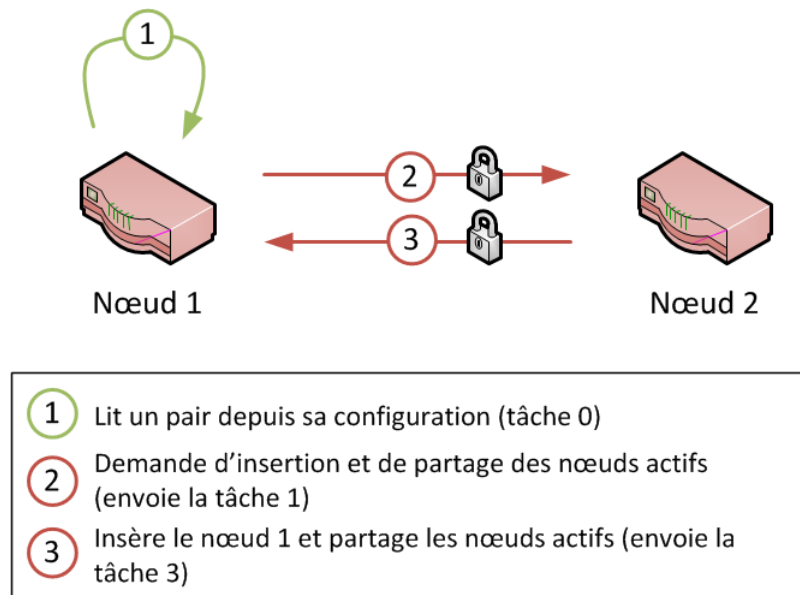 1
2
3
Nœud 1
Nœud 2
1 Lit un pair depuis sa configuration (tâche 0)
2 Demande d'insertion et de partage des nœuds actifs
(envoie la tâche 1)
3 Insère le nœud 1 et partage les nœuds actifs (envoie la
tâche 3)